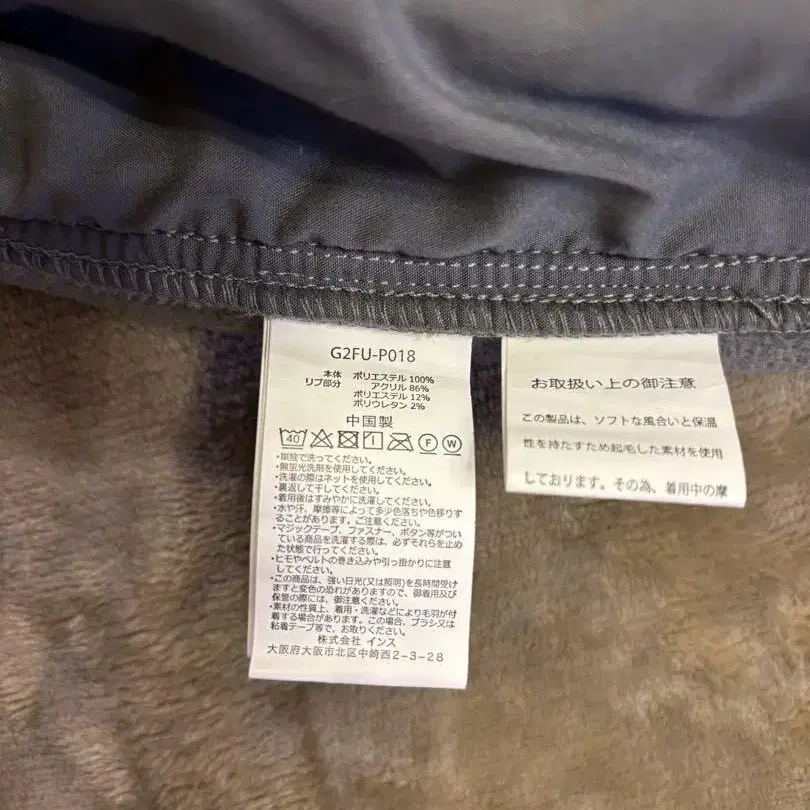 G2FU-P018
本体 ポリエステル 100%
リブ部分 アクリル 86%
ポリエステル 12%
ポリウレタン 2%
中国製
40 F W
・単独で洗ってください。
・無蛍光洗剤を使用してください。
・洗濯の際はネットを使用してください。
・裏返して干してください。
・着用後はすみやかに洗濯してください。
・水や汗、摩擦等によって多少色落ちや色移りす
ることがあります。ご注意ください。
・マジックテープ、ファスナー、ボタン等がつい
ている商品を洗濯する際は、必ずそれらを止め
た状態で行ってください。
・ヒモやベルトの巻き込みや引っ掛かりに注意
してください。
・この商品は、強い日光(又は照明)を長時間受け
ますと変色の恐れがありますので、御着用及び
保管の際には、御注意ください。
・素材の性質上、着用・洗濯などにより毛羽が付
着する場合があります。この場合、ブラシ又は
粘着テープ等で、お取りください。
株式会社 インス
大阪府大阪市北区中崎西2-3-28
お取扱い上の御注意
この製品は、ソフトな風合いと保温
性を持たすため起毛した素材を使用
しております。その為、着用中の摩